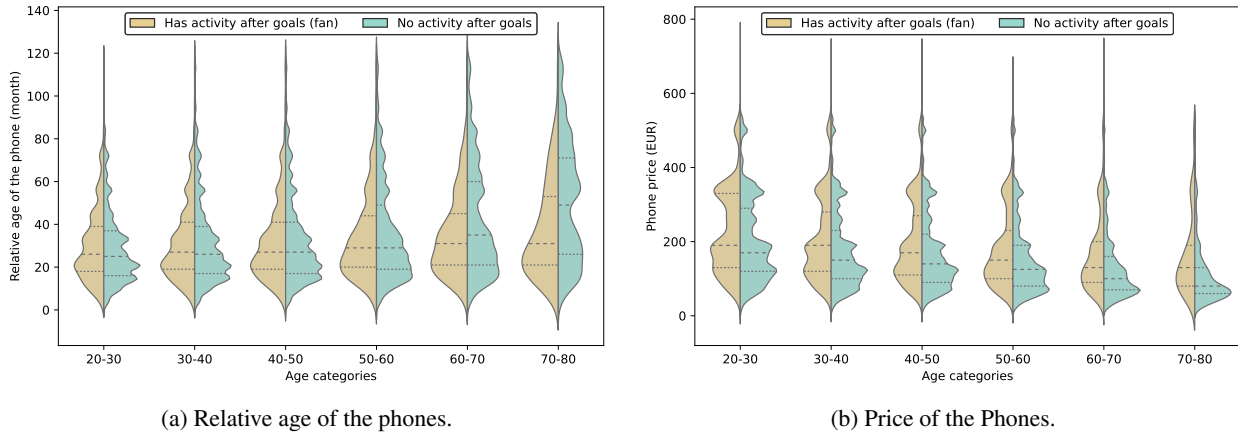 Has activity after goals (fan)
No activity after goals
140
120
100
80
60
40
20
0
Relative age of the phone (month)
20-30
30-40
40-50
50-60
60-70
70-80
Age categories
(a) Relative age of the phones.
Has activity after goals (fan)
No activity after goals
800
600
400
200
0
Phone price (EUR)
20-30
30-40
40-50
50-60
60-70
70-80
Age categories
(b) Price of the Phones.